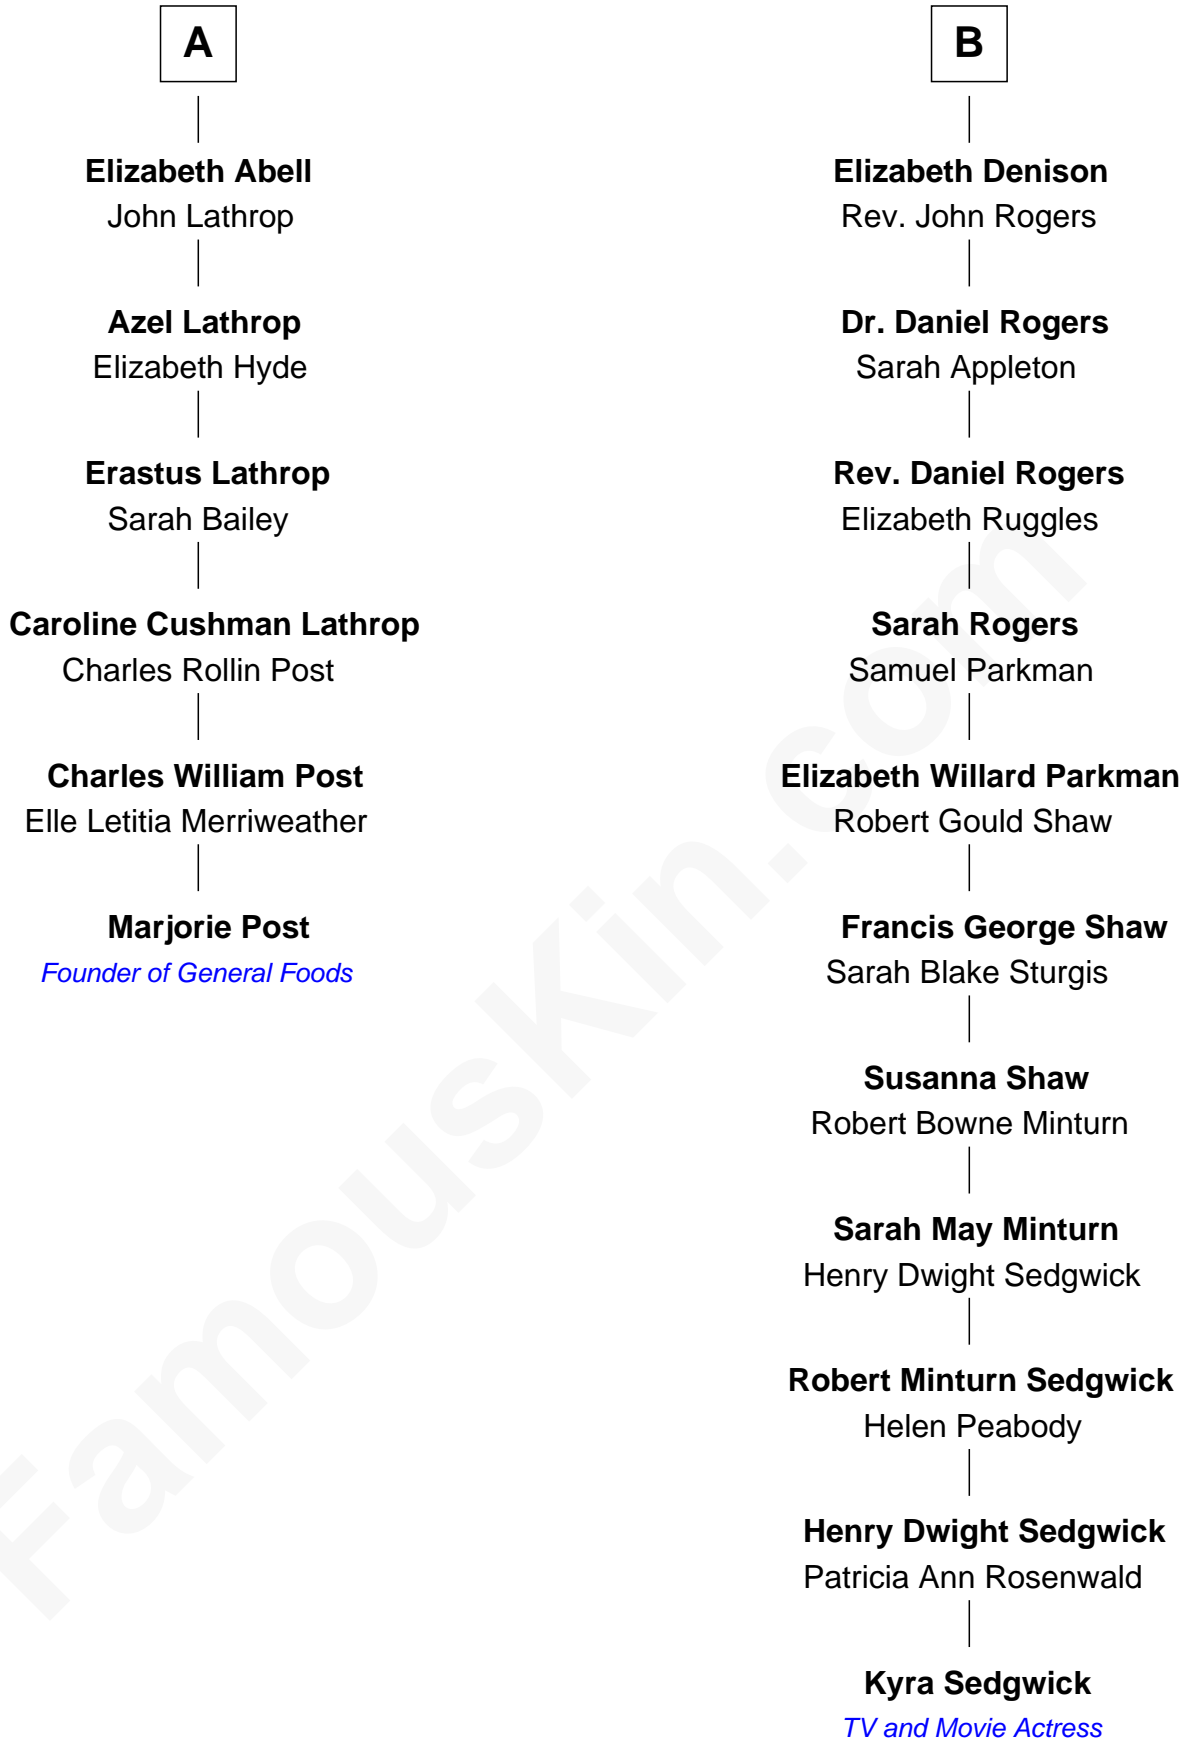 A
Elizabeth Abell
John Lathrop
Azel Lathrop
Elizabeth Hyde
Erastus Lathrop
Sarah Bailey
Caroline Cushman Lathrop
Charles Rollin Post
Charles William Post
Elle Letitia Merriweather
Marjorie Post
Founder of General Foods
B
Elizabeth Denison
Rev. John Rogers
Dr. Daniel Rogers
Sarah Appleton
Rev. Daniel Rogers
Elizabeth Ruggles
Sarah Rogers
Samuel Parkman
Elizabeth Willard Parkman
Robert Gould Shaw
Francis George Shaw
Sarah Blake Sturgis
Susanna Shaw
Robert Bowne Minturn
Sarah May Minturn
Henry Dwight Sedgwick
Robert Minturn Sedgwick
Helen Peabody
Henry Dwight Sedgwick
Patricia Ann Rosenwald
Kyra Sedgwick
TV and Movie Actress
FamousKin.com